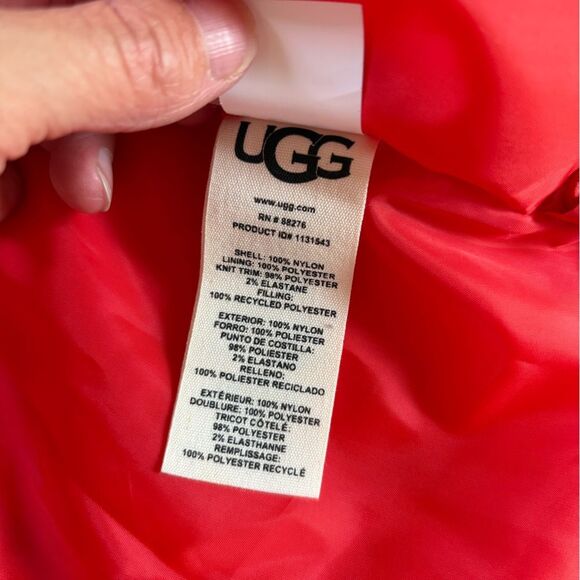 UGG
www.ugg.com
RN # 88276
PRODUCT ID# 1131543
SHELL: 100% NYLON
LINING: 100% POLYESTER
KNIT TRIM: 98% POLYESTER
2% ELASTANE
FILLING:
100% RECYCLED POLYESTER
EXTERIOR: 100% NYLON
FORRO: 100% POLIESTER
PUNTO DE COSTILLA:
98% POLIESTER
2% ELASTANO
RELLENO:
100% POLIESTER RECICLADO
EXTÉRIEUR: 100% NYLON
DOUBLURE: 100% POLYESTER
TRICOT CÔTELÉ:
98% POLYESTER
2% ELASTHANNE
REMPLISSAGE:
100% POLYESTER RECYCLÉ